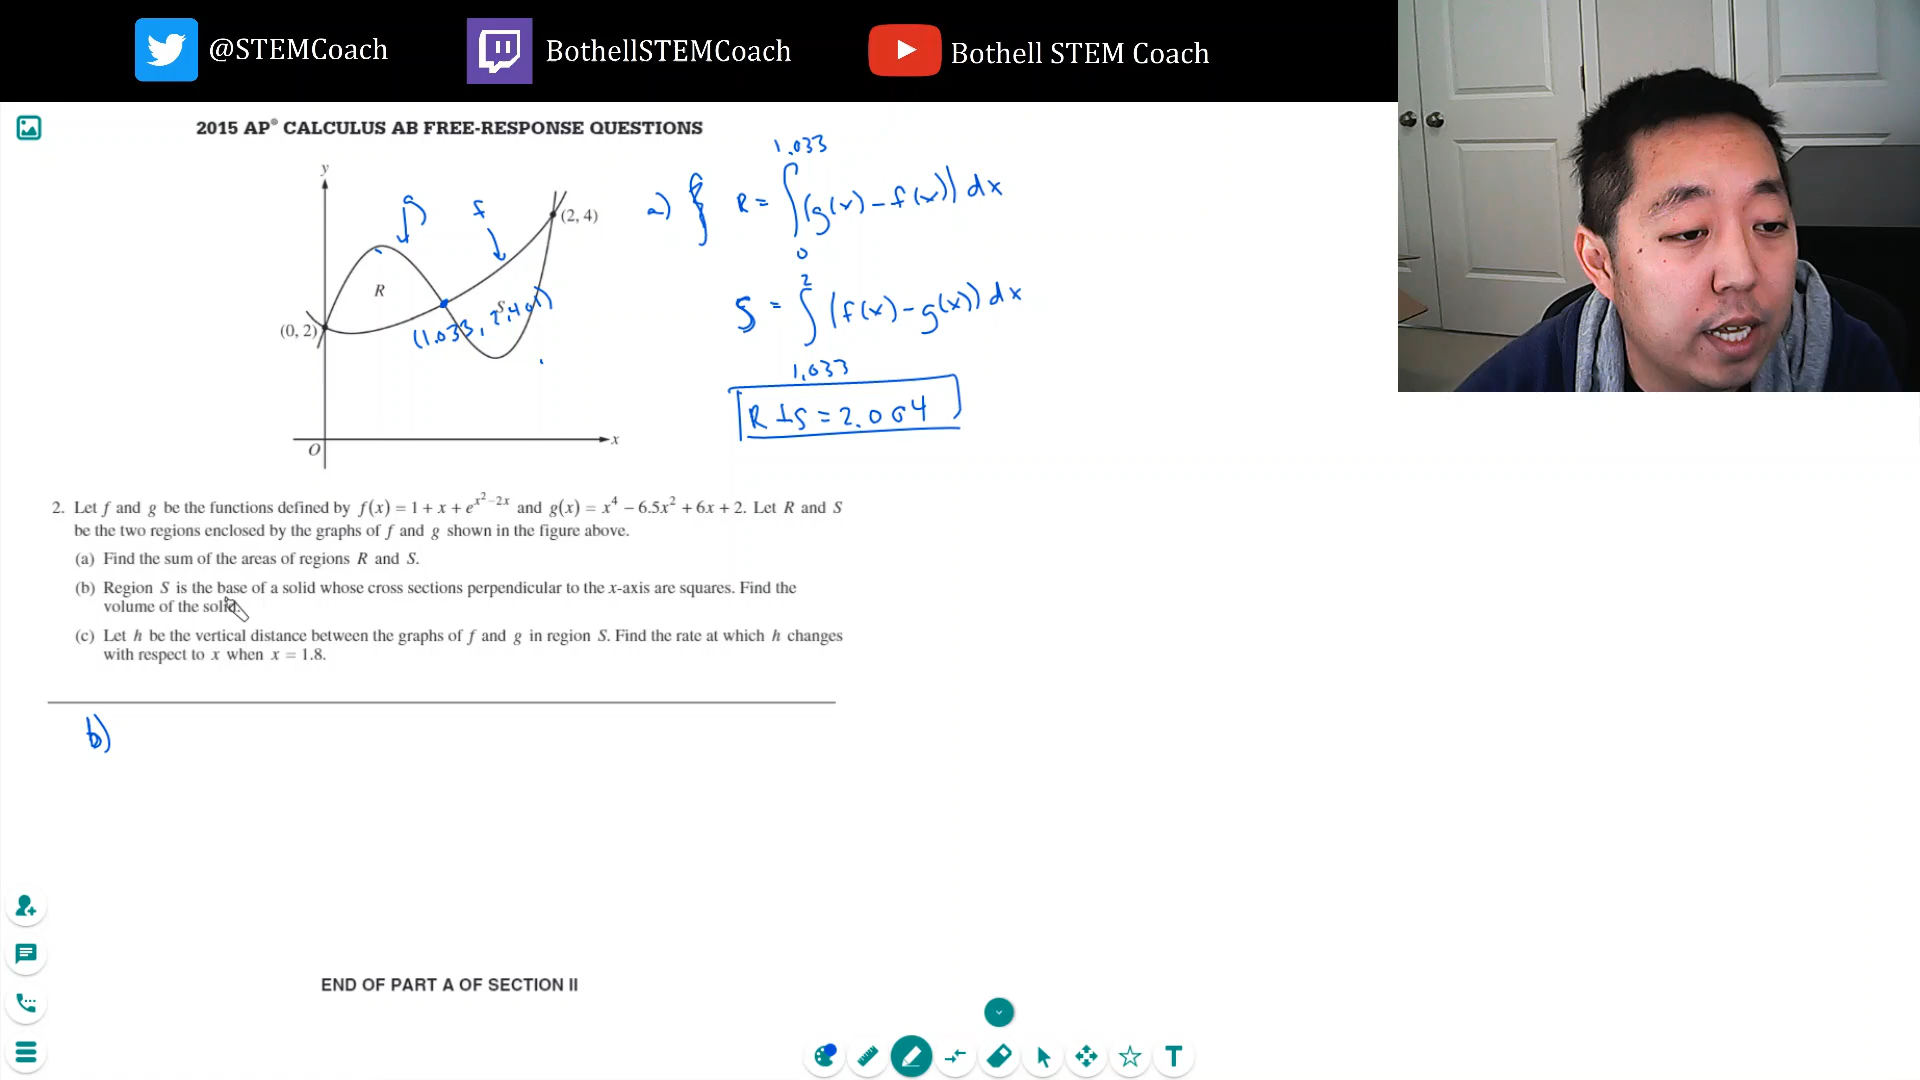 @STEMCoach
BothellSTEMCoach
Bothell STEM Coach
2015 AP® CALCULUS AB FREE-RESPONSE QUESTIONS
y
g
f
(2, 4)
R
S
(0, 2)
(1.033, 2.401)
O
x
a) { R = ∫ (g(x) - f(x)) dx
1.033
0
S = ∫ (f(x) - g(x)) dx
2
1.033
R + S = 2.004
2. Let f and g be the functions defined by f(x) = 1 + x + e^{x^2 - 2x} and g(x) = x^4 - 6.5x^2 + 6x + 2. Let R and S
be the two regions enclosed by the graphs of f and g shown in the figure above.
(a) Find the sum of the areas of regions R and S.
(b) Region S is the base of a solid whose cross sections perpendicular to the x-axis are squares. Find the
volume of the solid.
(c) Let h be the vertical distance between the graphs of f and g in region S. Find the rate at which h changes
with respect to x when x = 1.8.
b)
END OF PART A OF SECTION II
T